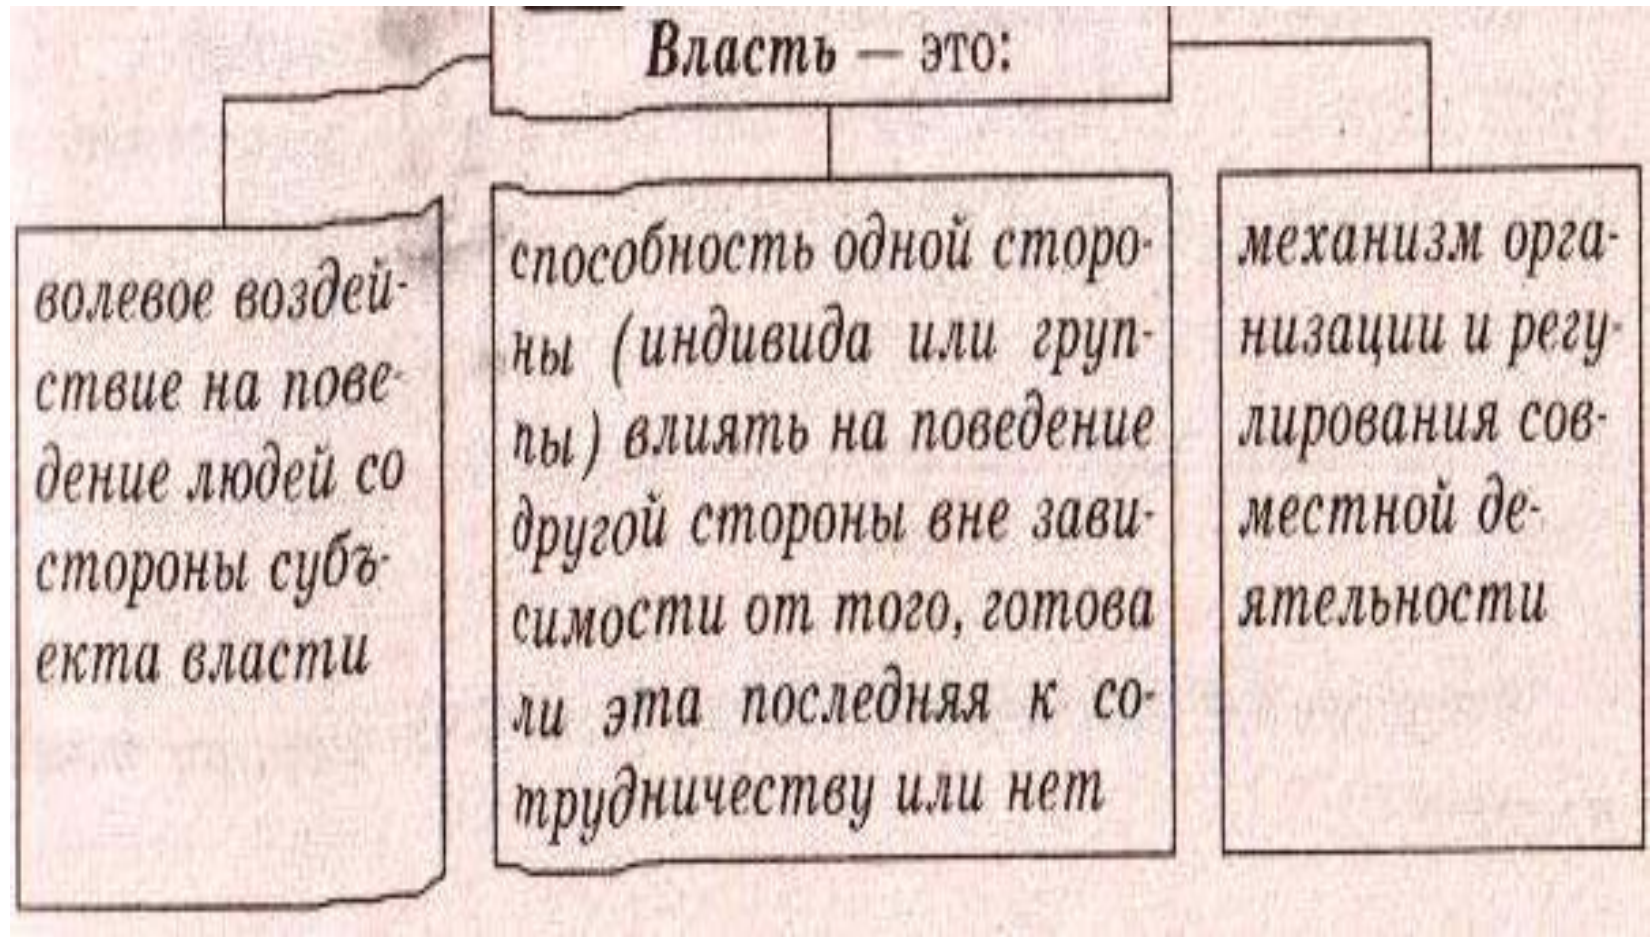 Власть — это:
волевое воздей-
ствие на пове-
дение людей со
стороны субъ-
екта власти
способность одной сторо-
ны (индивида или груп-
пы) влиять на поведение
другой стороны вне зави-
симости от того, готова
ли эта последняя к со-
трудничеству или нет
механизм орга-
низации и регу-
лирования сов-
местной де-
ятельности